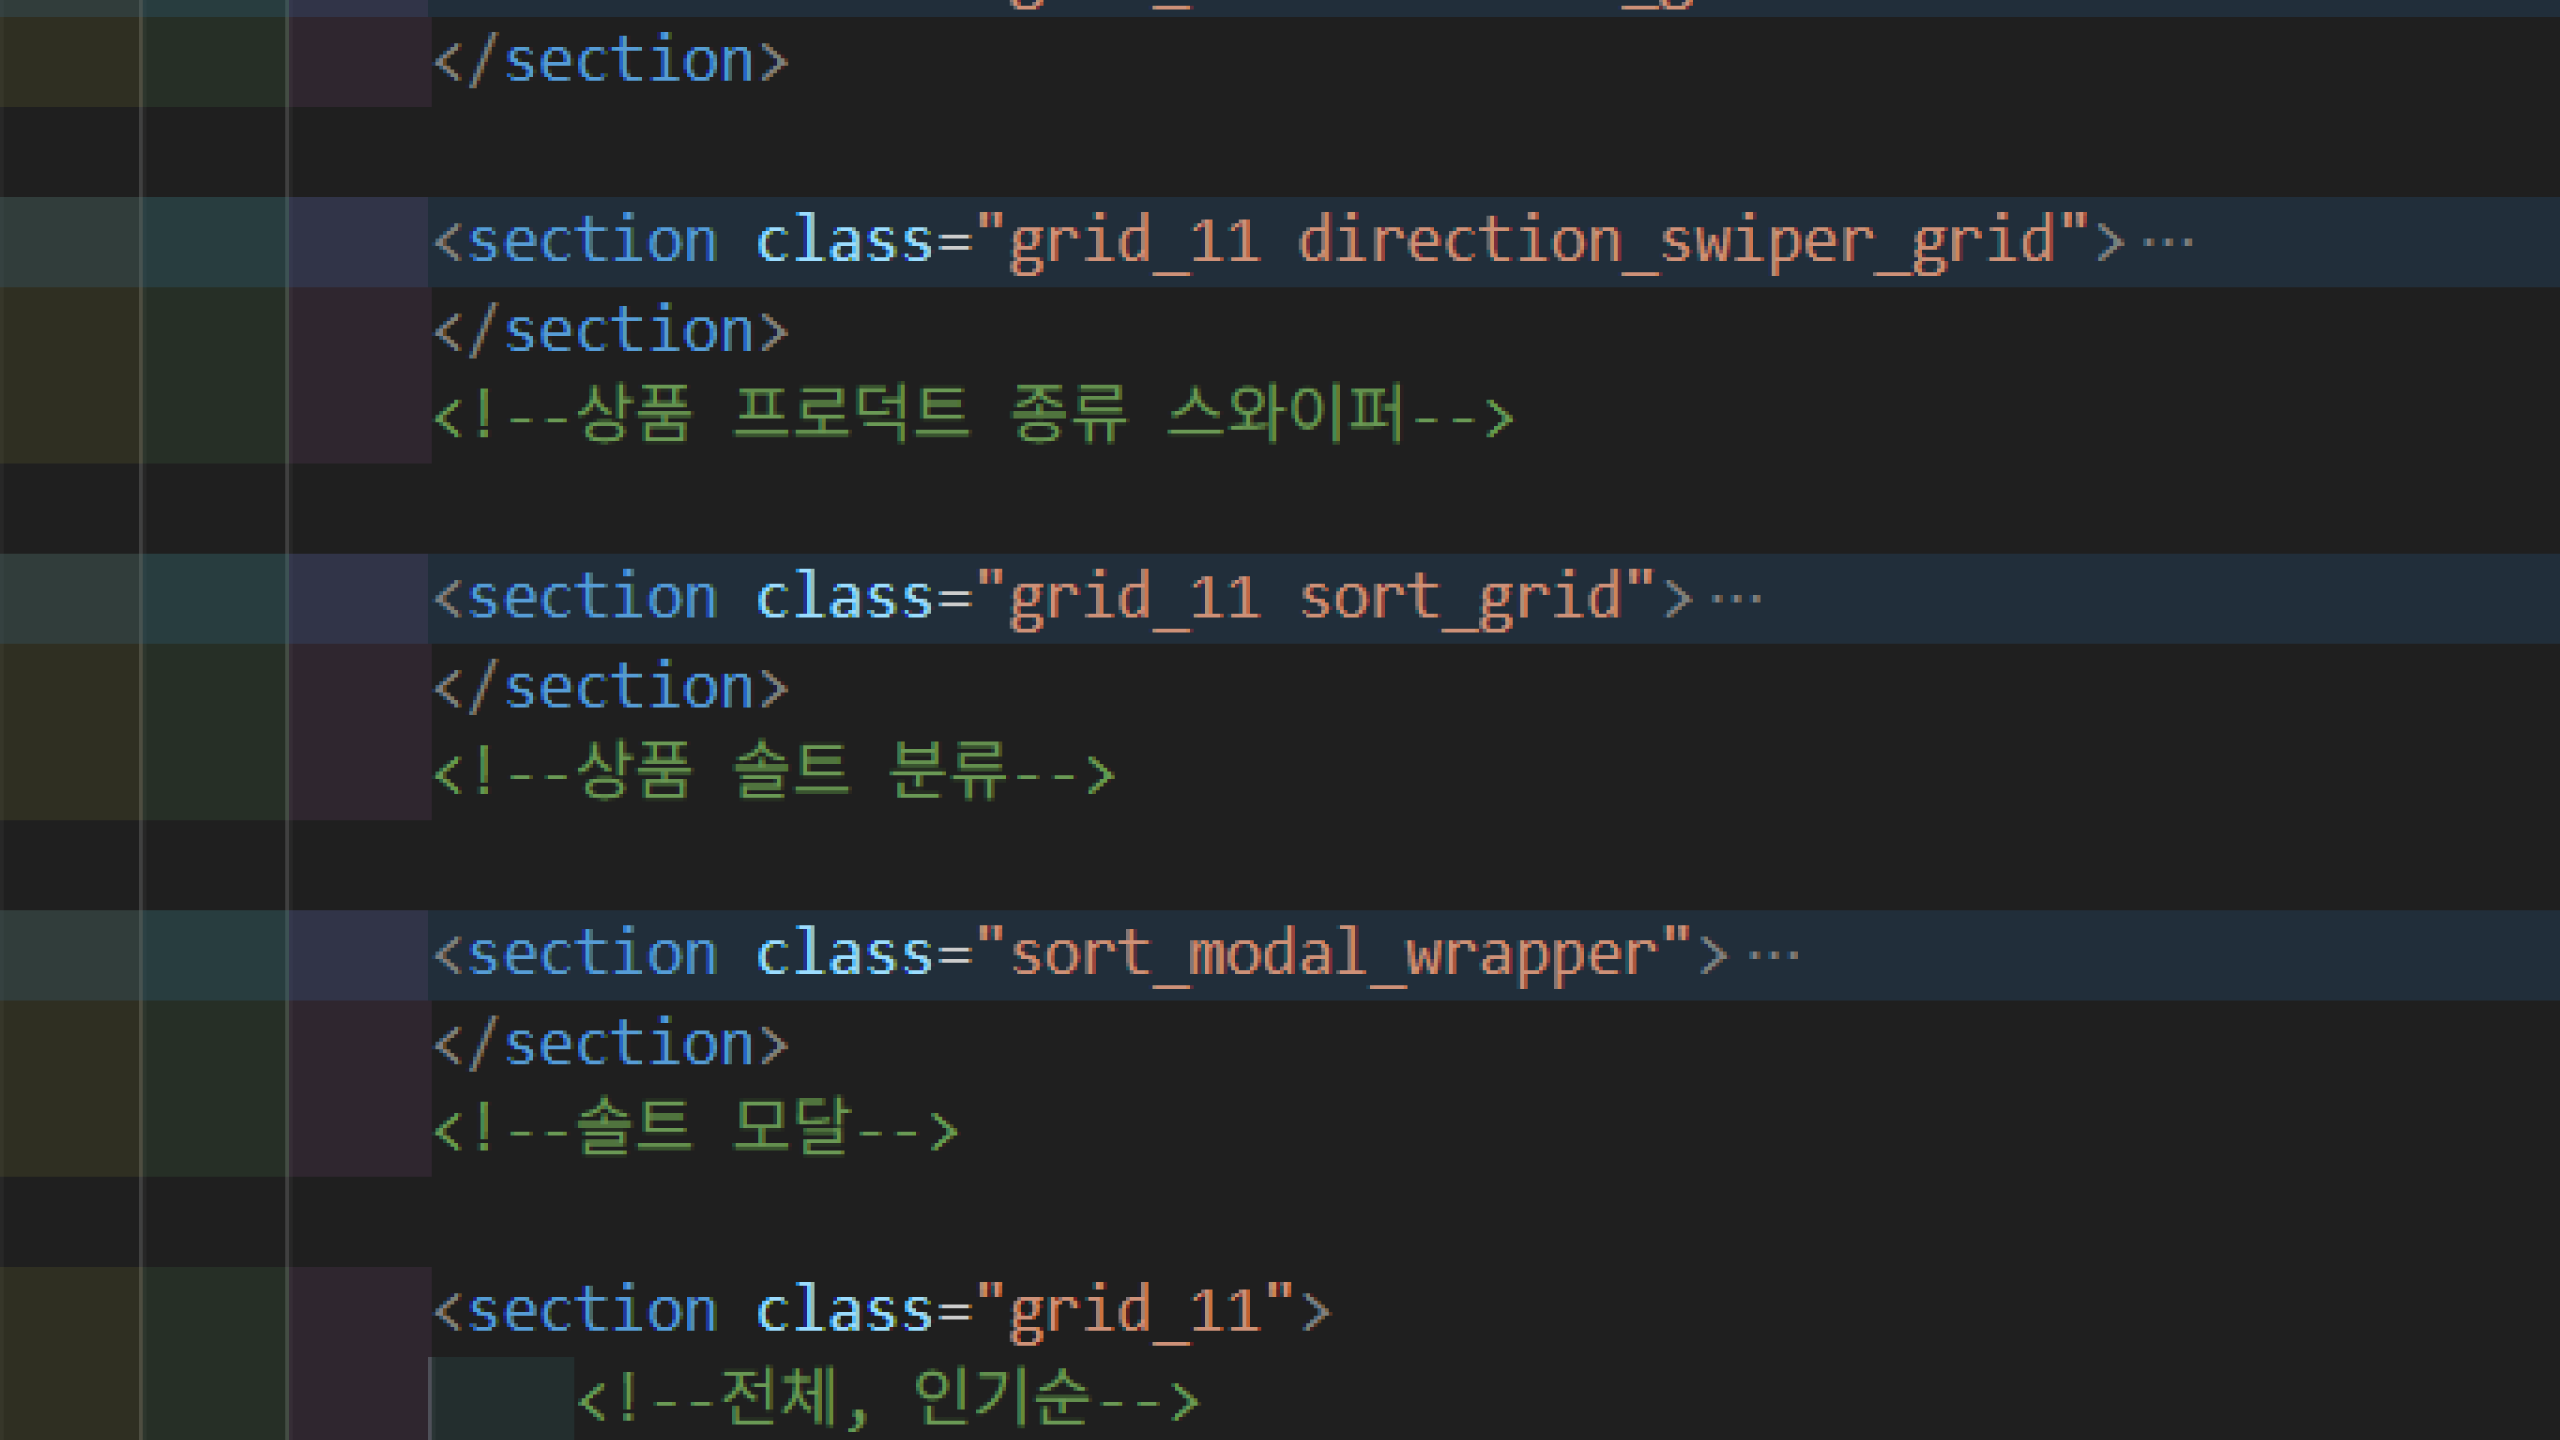 </section>
<section class="grid_11 direction_swiper_grid">⋯
</section>
<!--상품 프로덕트 종류 스와이퍼-->
<section class="grid_11 sort_grid">⋯
</section>
<!--상품 솔트 분류-->
<section class="sort_modal_wrapper">⋯
</section>
<!--솔트 모달-->
<section class="grid_11">
<!--전체, 인기순-->